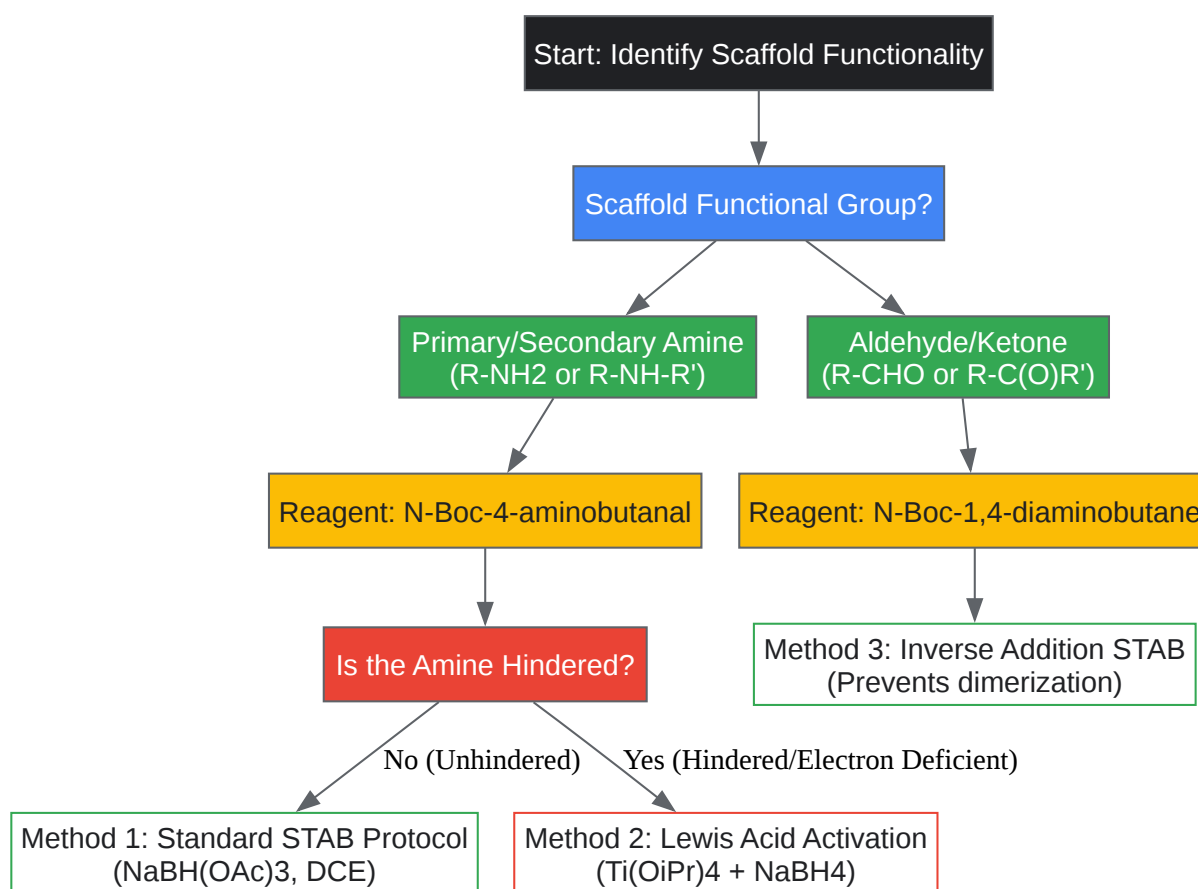 Start: Identify Scaffold Functionality
Scaffold Functional Group?
Primary/Secondary Amine
(R-NH2 or R-NH-R')
Aldehyde/Ketone
(R-CHO or R-C(O)R')
Reagent: N-Boc-4-aminobutanal
Reagent: N-Boc-1,4-diaminobutane
Is the Amine Hindered?
Method 3: Inverse Addition STAB
(Prevents dimerization)
No (Unhindered)
Yes (Hindered/Electron Deficient)
Method 1: Standard STAB Protocol
(NaBH(OAc)3, DCE)
Method 2: Lewis Acid Activation
(Ti(OiPr)4 + NaBH4)